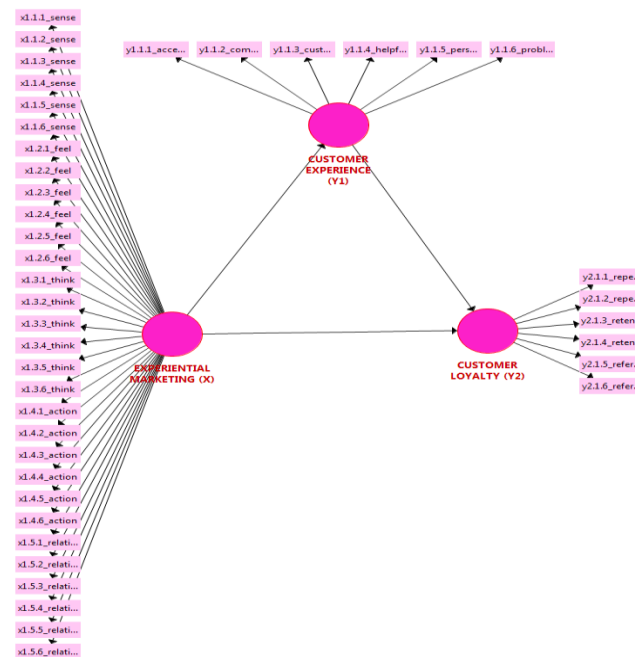 x1.1.1_sense
x1.1.2_sense
x1.1.3_sense
x1.1.4_sense
x1.1.5_sense
x1.1.6_sense
x1.2.1_feel
x1.2.2_feel
x1.2.3_feel
x1.2.4_feel
x1.2.5_feel
x1.2.6_feel
x1.3.1_think
x1.3.2_think
x1.3.3_think
x1.3.4_think
x1.3.5_think
x1.3.6_think
x1.4.1_action
x1.4.2_action
x1.4.3_action
x1.4.4_action
x1.4.5_action
x1.4.6_action
x1.5.1_relati...
x1.5.2_relati...
x1.5.3_relati...
x1.5.4_relati...
x1.5.5_relati...
x1.5.6_relati...
EXPERIENTIAL
MARKETING (X)
y1.1.1_acce...
y1.1.2_com...
y1.1.3_cust...
y1.1.4_helpf...
y1.1.5_pers...
y1.1.6_probl...
CUSTOMER
EXPERIENCE
(Y1)
CUSTOMER
LOYALTY (Y2)
y2.1.1_repe...
y2.1.2_repe...
y2.1.3_reten...
y2.1.4_reten...
y2.1.5_refer...
y2.1.6_refer...